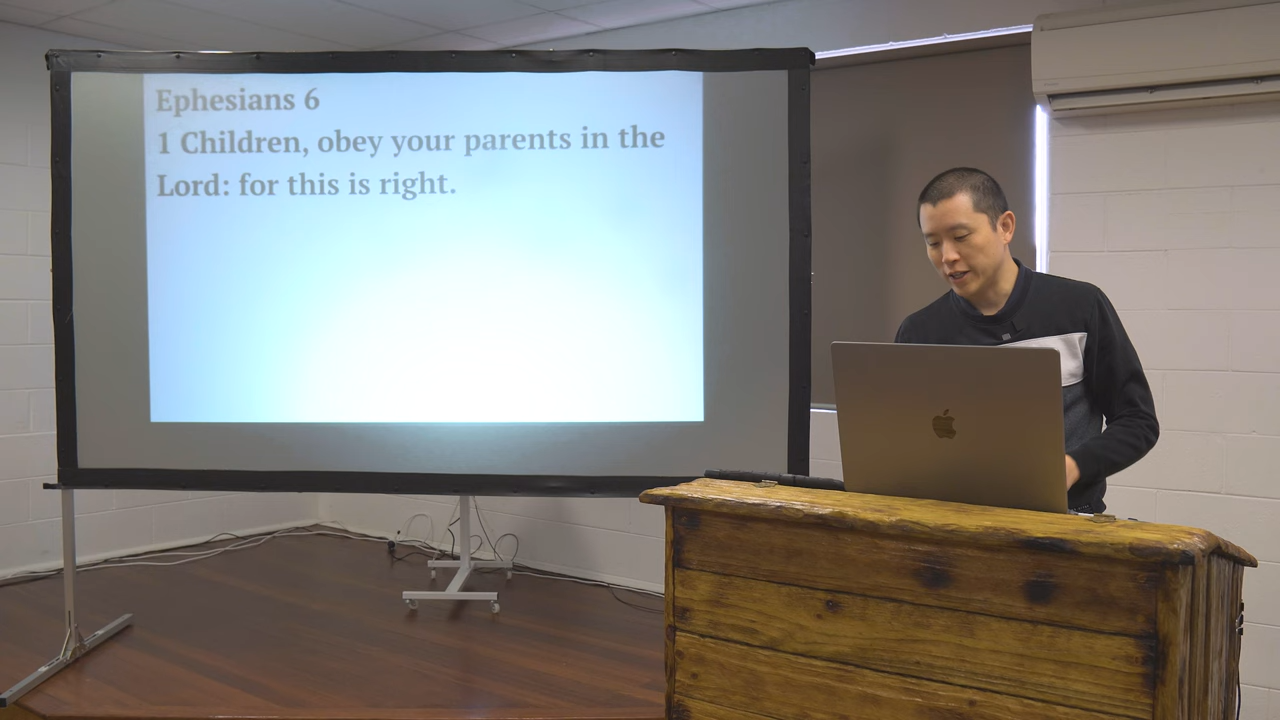 Ephesians 6
1 Children, obey your parents in the
Lord: for this is right.